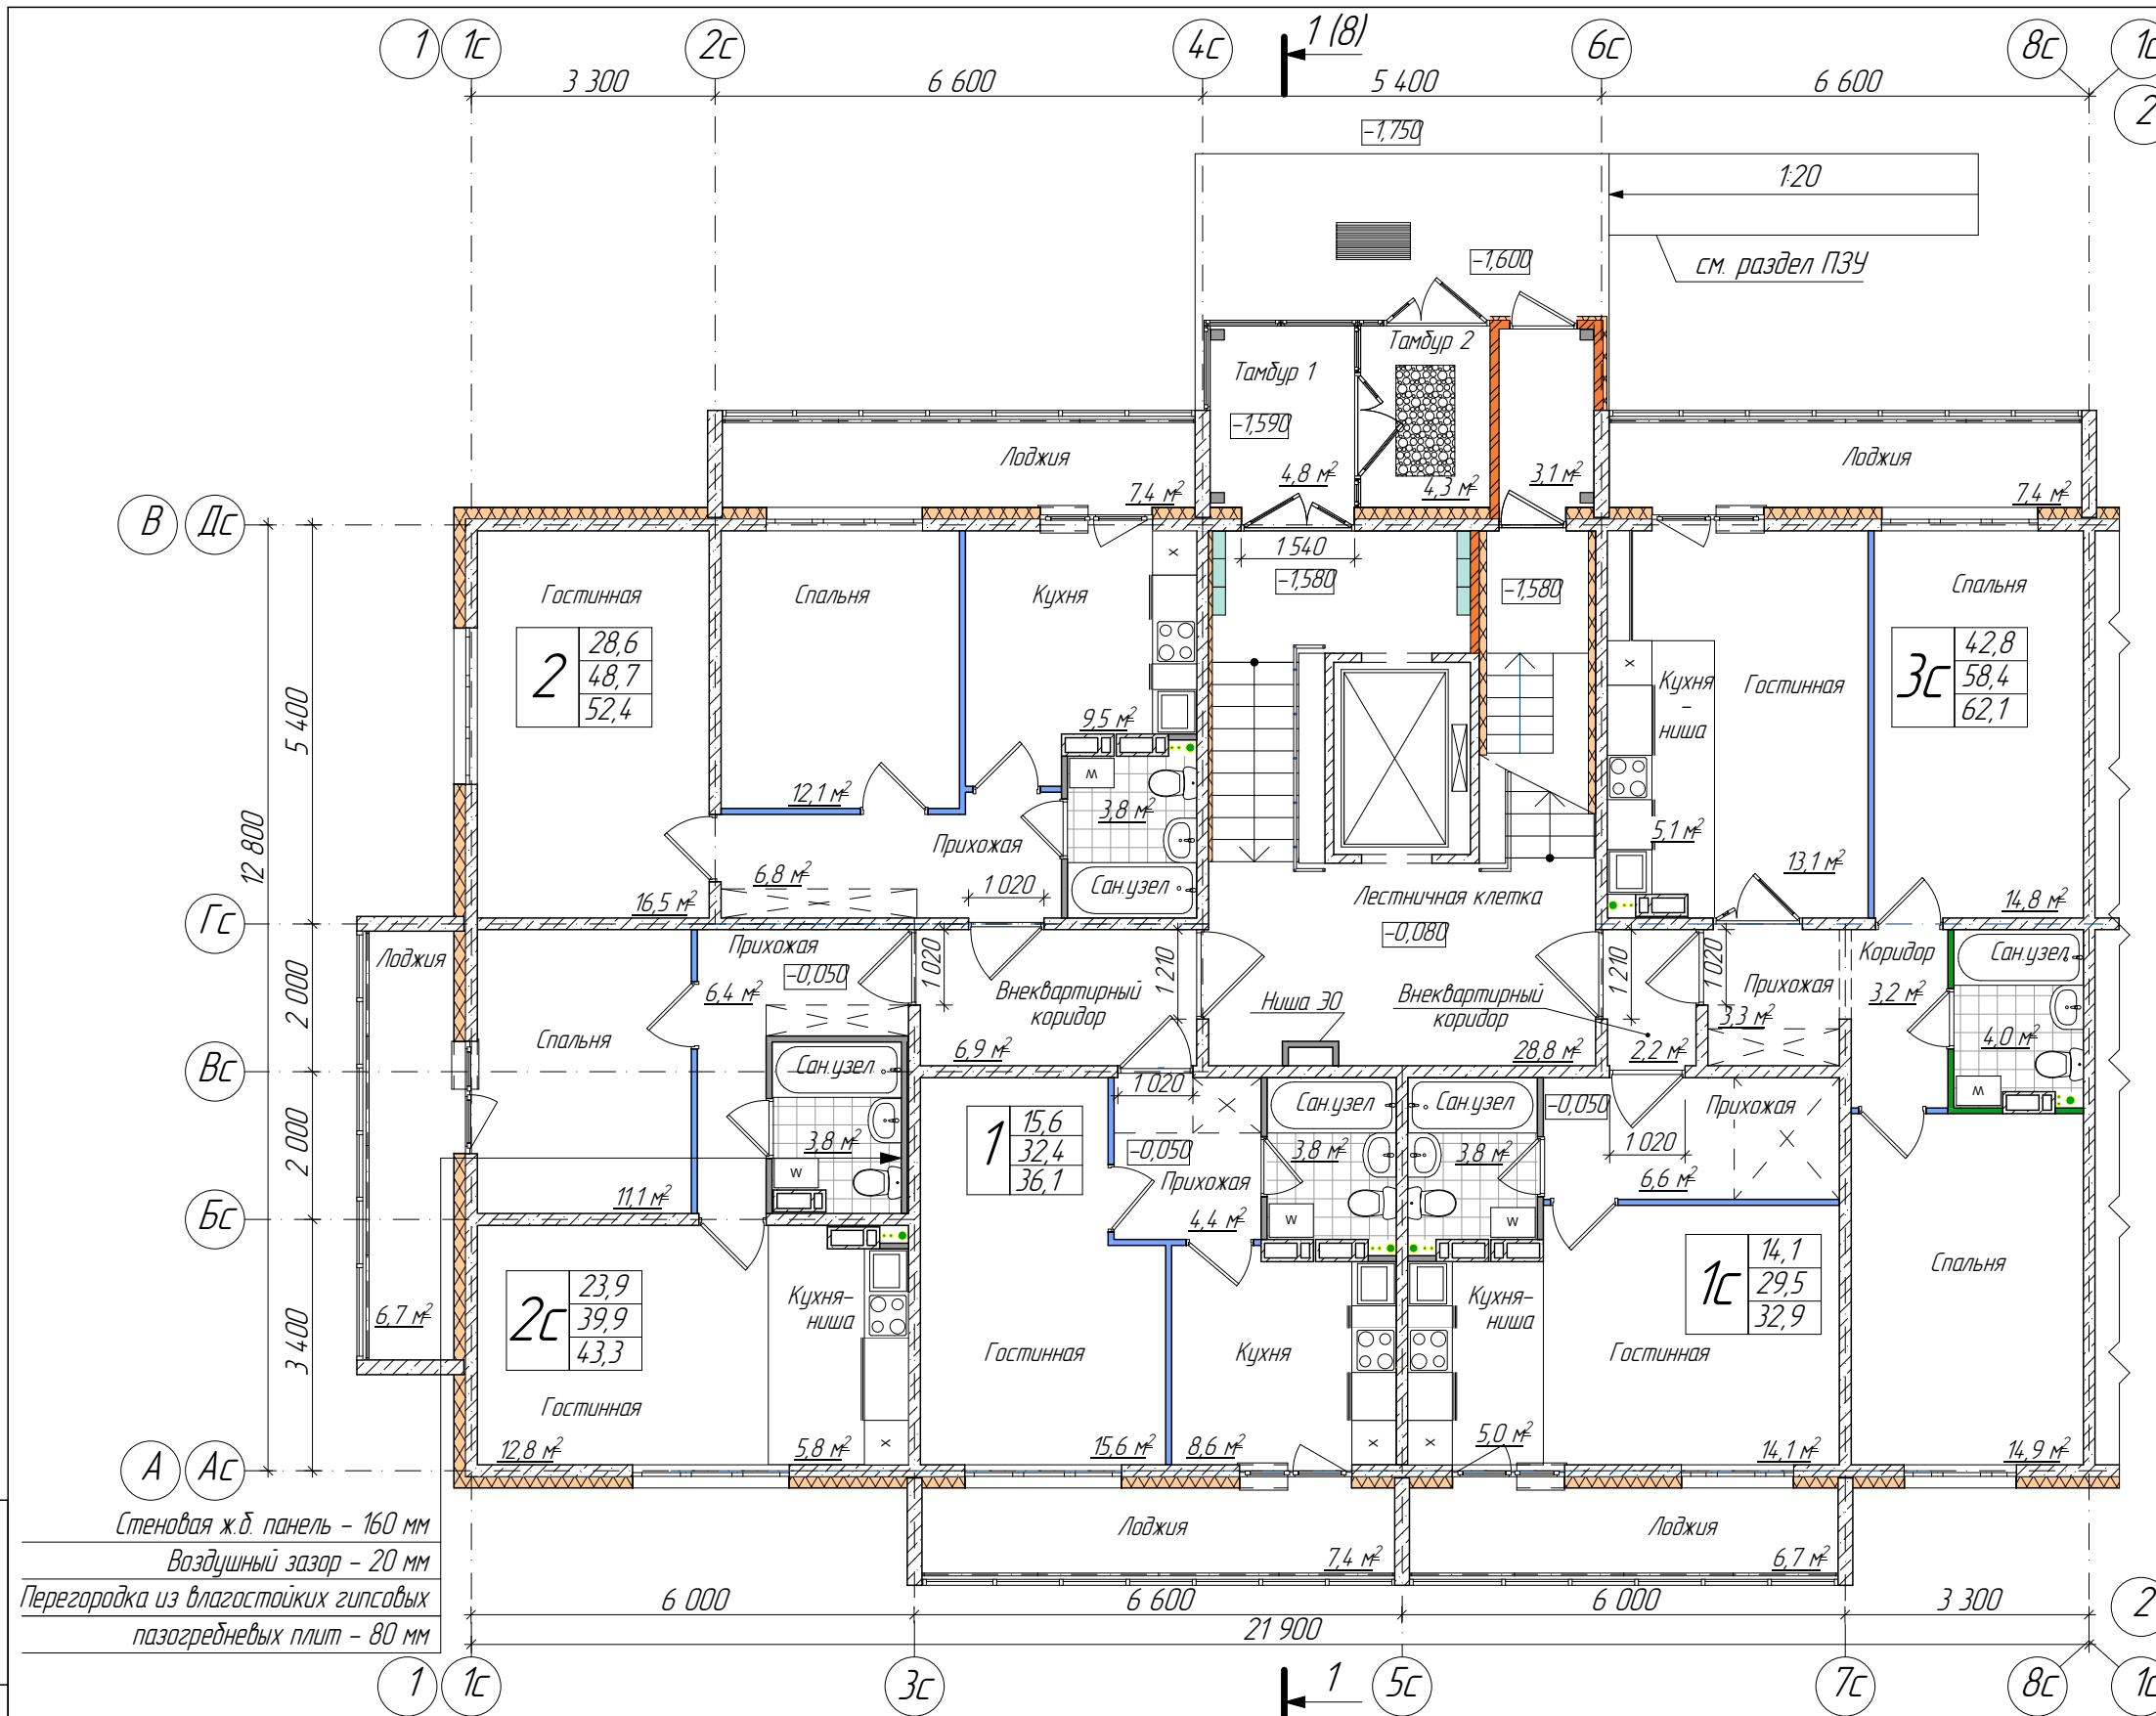 1 1с 2с 4с 1 (8) 6с 8с 1с
3 300 6 600 5 400 6 600
2
-1,750
1:20
-1,600
см. раздел ПЗУ
Тамбур 2
Тамбур 1
-1,590
Лоджия
Лоджия
4,8 м²
4,3 м²
3,1 м²
7,4 м²
7,4 м²
В Дс
1 540
-1,580
-1,580
Гостинная
Спальня
Кухня
х
Спальня
2
28,6
48,7
52,4
3с
42,8
58,4
62,1
х
Кухня
-
ниша
Гостинная
5 400
9,5 м²
W
12,1 м²
3,8 м²
12 800
Прихожая
5,1 м²
13,1 м²
6,8 м²
1 020
Сан.узел
Лестничная клетка
16,5 м²
14,8 м²
Гс
-0,080
Лоджия
Прихожая
-0,050
1 020
1 210
1 210
1 020
Коридор
Сан.узел
6,4 м²
Внеквартирный
коридор
Ниша ЭО
Внеквартирный
коридор
Прихожая
3,2 м²
3,3 м²
2 000
Спальня
6,9 м²
28,8 м²
2,2 м²
4,0 м²
Вс
Сан.узел
1 020
W
1
15,6
32,4
36,1
Сан.узел
Сан.узел
-0,050
Прихожая
2 000
3,8 м²
-0,050
3,8 м²
3,8 м²
1 020
W
Прихожая
6,6 м²
11,1 м²
4,4 м²
W
W
Бс
2с
23,9
39,9
43,3
Кухня-
ниша
Кухня-
ниша
1с
14,1
29,5
32,9
Спальня
6,7 м²
3 400
Гостинная
Кухня
Гостинная
Гостинная
12,8 м²
5,8 м²
х
15,6 м²
8,6 м²
х
х
5,0 м²
14,1 м²
14,9 м²
А Ас
Стеновая ж.б. панель - 160 мм
Воздушный зазор - 20 мм
Перегородка из влагостойких гипсовых
пазогребневых плит - 80 мм
Лоджия
Лоджия
7,4 м²
6,7 м²
6 000 6 600 6 000 3 300
2
21 900
1 1с 3с 1 5с 7с 8с 1с